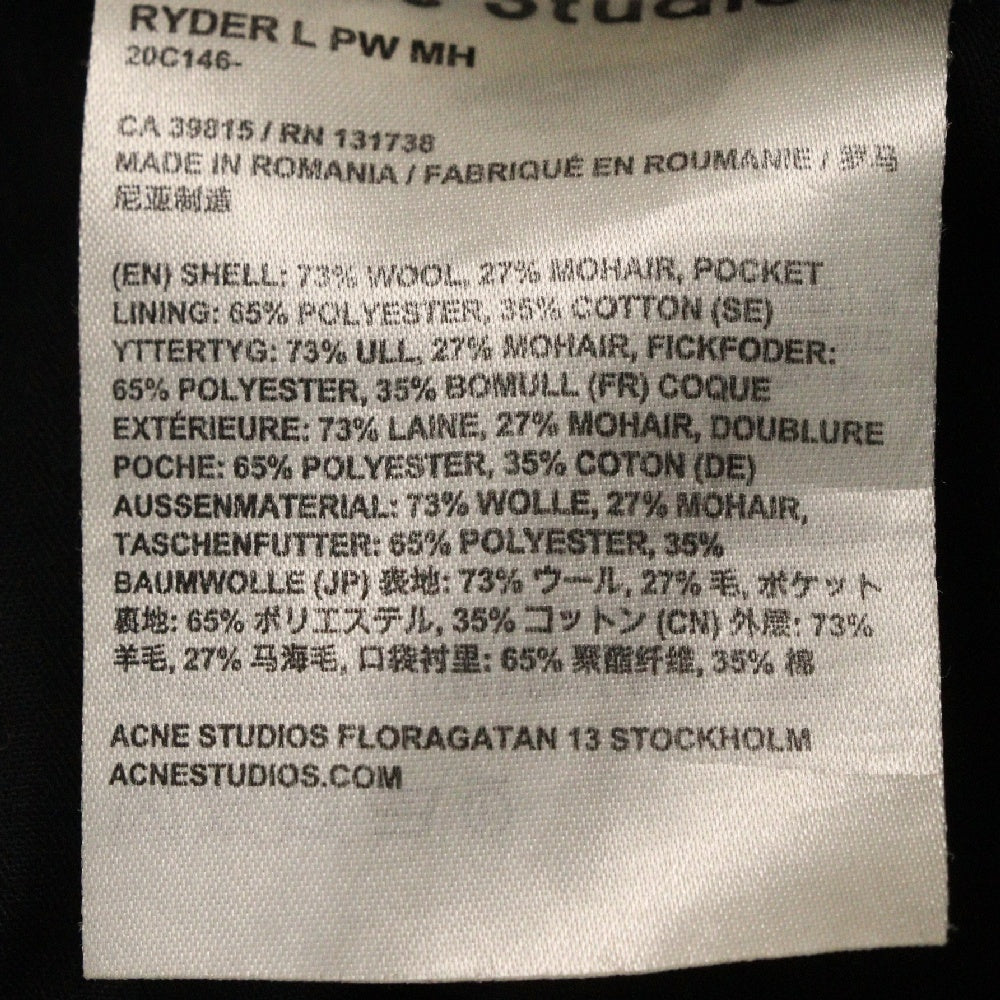 Studios
RYDER L PW MH
20C146-
CA 39815 / RN 131738
MADE IN ROMANIA / FABRIQUÉ EN ROUMANIE / 罗马
尼亚制造
(EN) SHELL: 73% WOOL, 27% MOHAIR, POCKET
LINING: 65% POLYESTER, 35% COTTON (SE)
YTTERTYG: 73% ULL, 27% MOHAIR, FICKFODER:
65% POLYESTER, 35% BOMULL (FR) COQUE
EXTÉRIEURE: 73% LAINE, 27% MOHAIR, DOUBLURE
POCHE: 65% POLYESTER, 35% COTON (DE)
AUSSENMATERIAL: 73% WOLLE, 27% MOHAIR,
TASCHENFUTTER: 65% POLYESTER, 35%
BAUMWOLLE (JP) 表地: 73% ウール, 27% 毛, ポケット
裏地: 65% ポリエステル, 35% コットン (CN) 外层: 73%
羊毛, 27% 马海毛, 口袋衬里: 65% 聚酯纤维, 35% 棉
ACNE STUDIOS FLORAGATAN 13 STOCKHOLM
ACNESTUDIOS.COM